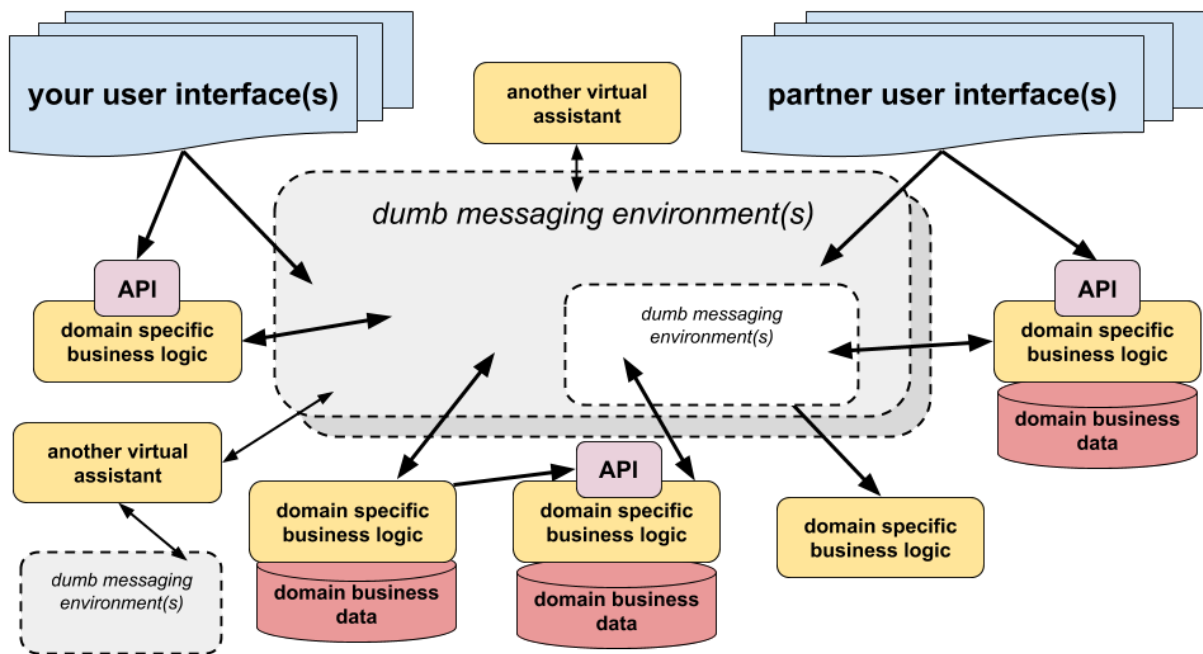 your user interface(s)
another virtual
assistant
partner user interface(s)
dumb messaging environment(s)
API
domain specific
business logic
dumb messaging
environment(s)
API
domain specific
business logic
domain business
data
another virtual
assistant
dumb messaging
environment(s)
domain specific
business logic
domain business
data
API
domain specific
business logic
domain business
data
domain specific
business logic